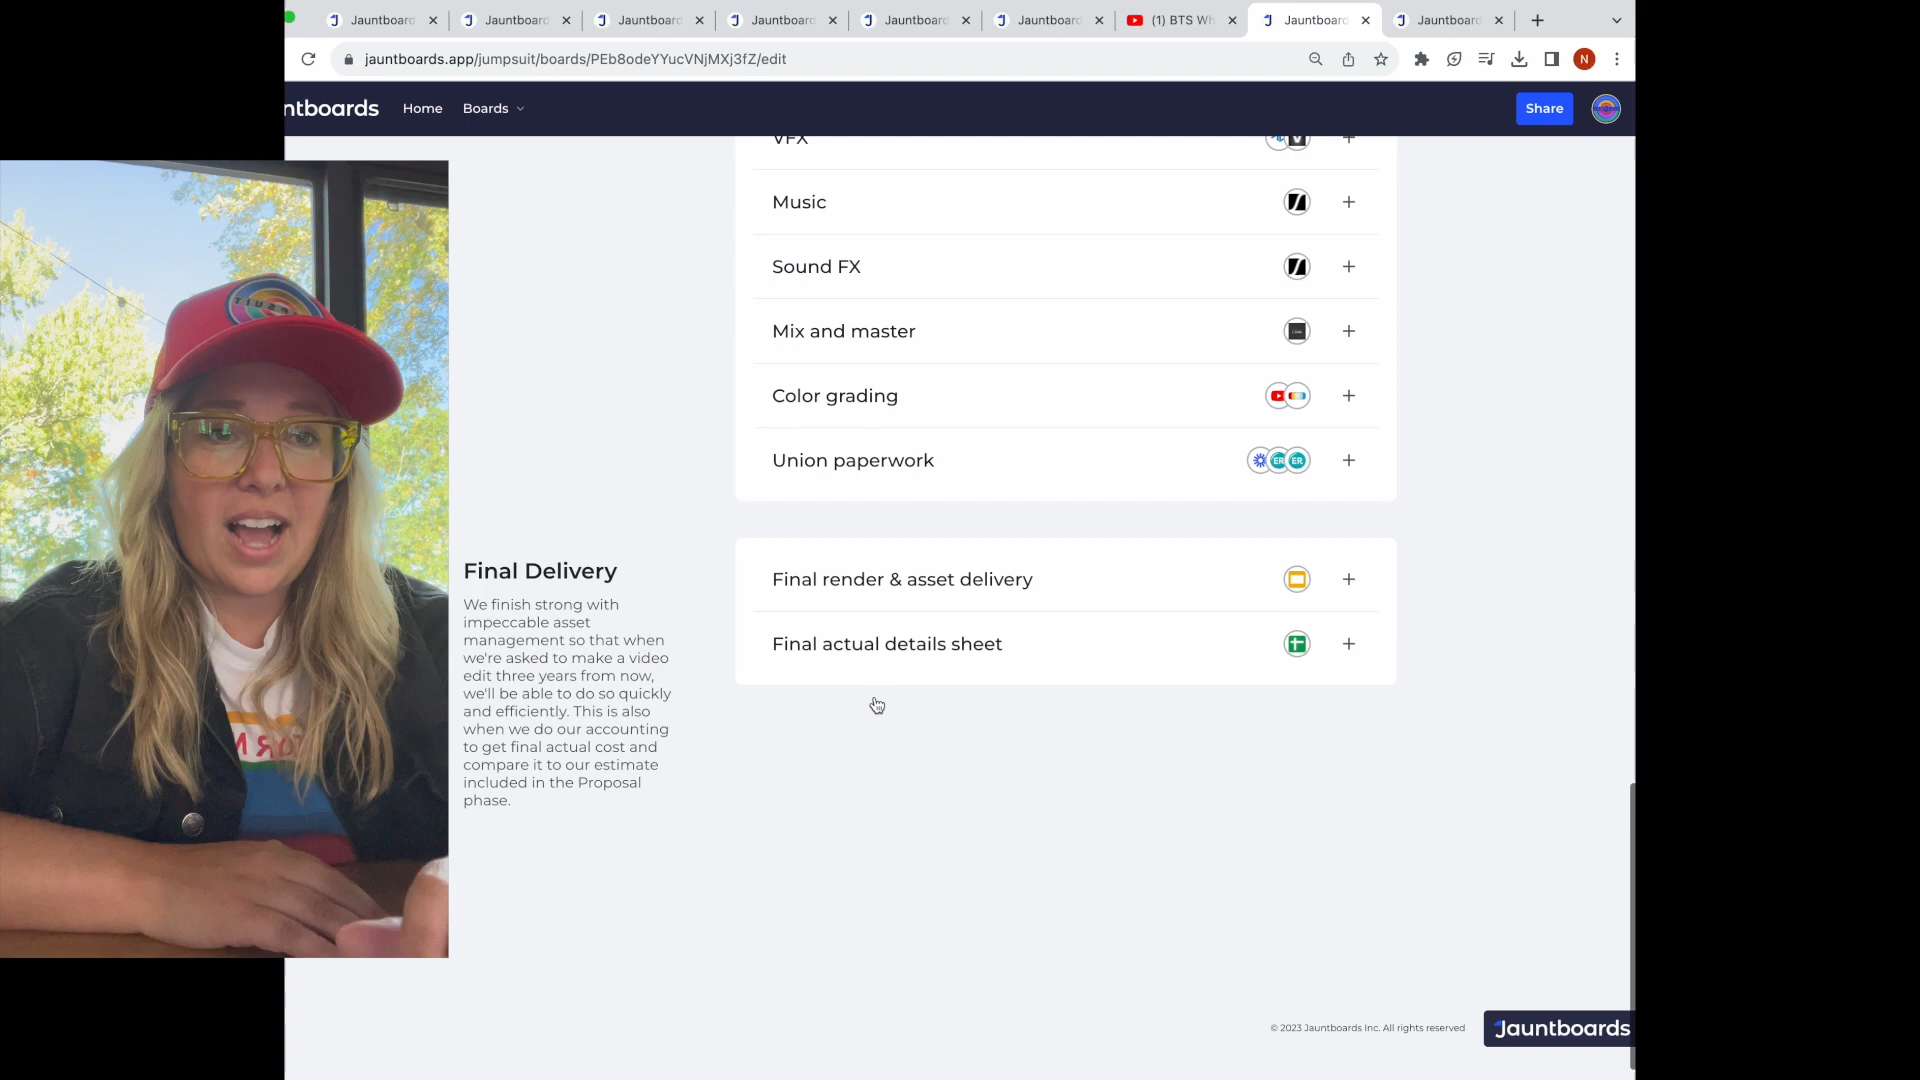 Jauntboard
Jauntboard
Jauntboard
Jauntboard
Jauntboard
Jauntboard
(1) BTS Wh
Jauntboard
Jauntboard
jauntboards.app/jumpsuit/boards/PEb8odeYYucVNjMXj3fZ/edit
N
ntboards
Home
Boards
Share
VFX
Music
Sound FX
Mix and master
Color grading
Union paperwork
ER
ER
Final Delivery
We finish strong with
impeccable asset
management so that when
we're asked to make a video
edit three years from now,
we'll be able to do so quickly
and efficiently. This is also
when we do our accounting
to get final actual cost and
compare it to our estimate
included in the Proposal
phase.
Final render & asset delivery
Final actual details sheet
© 2023 Jauntboards Inc. All rights reserved
Jauntboards